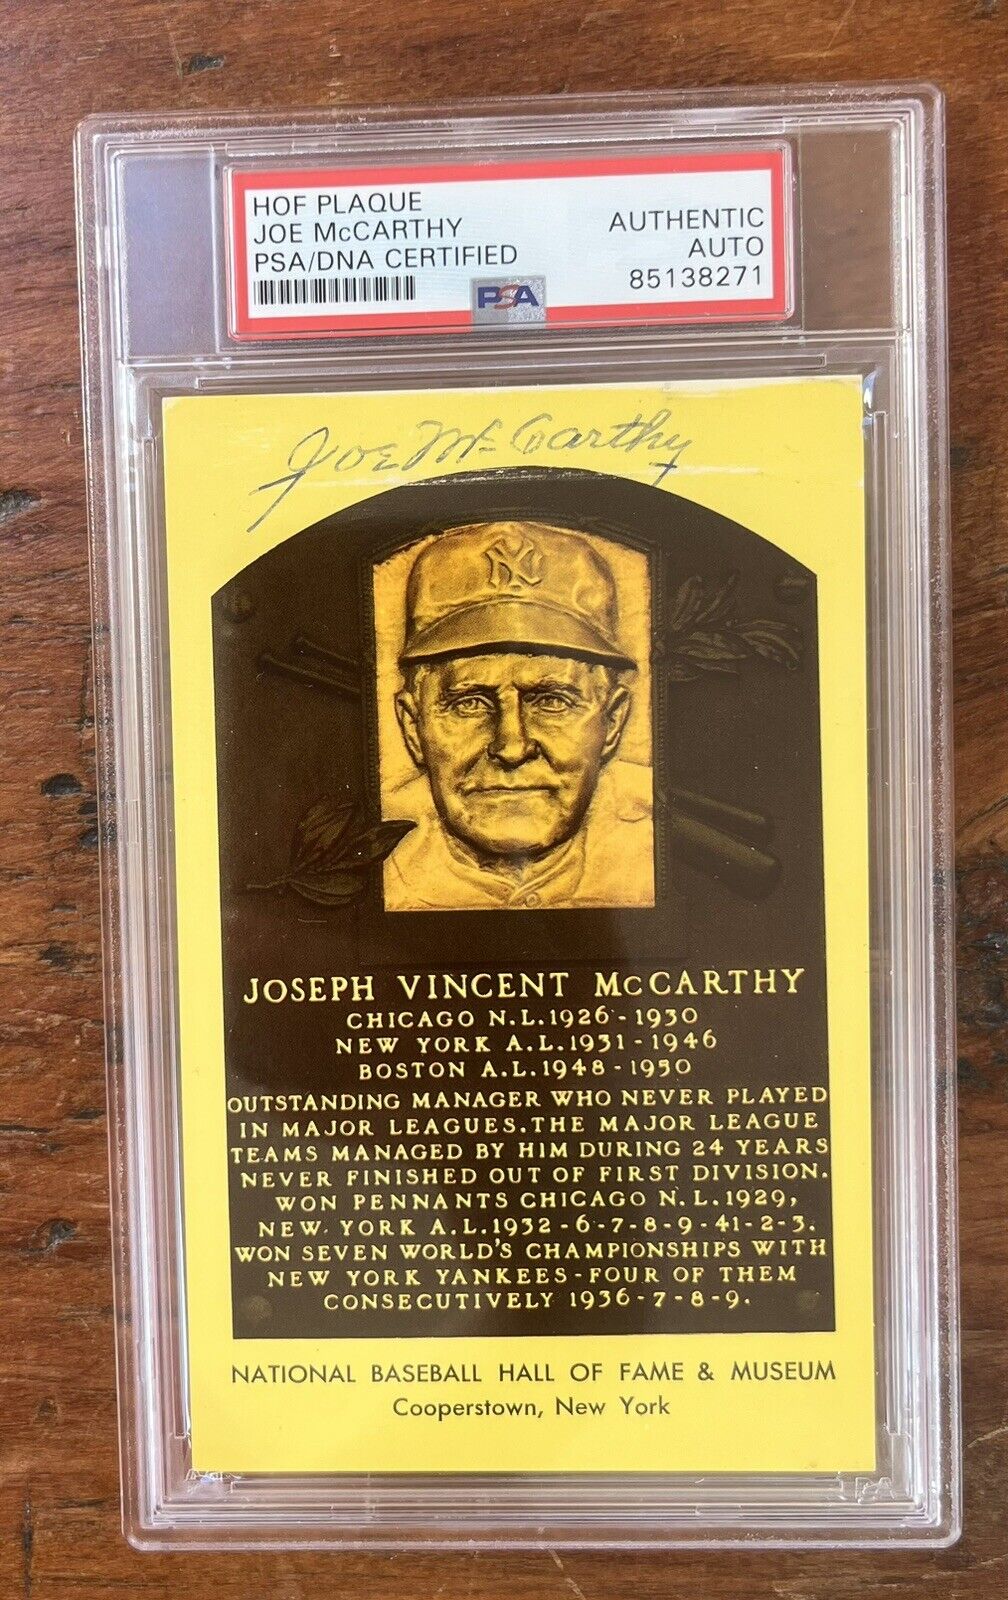 HOF PLAQUE
JOE McCARTHY
PSA/DNA CERTIFIED
AUTHENTIC
AUTO
85138271
PSA
Joe McCarthy
NY
JOSEPH VINCENT McCARTHY
CHICAGO N.L. 1926 - 1930
NEW YORK A.L. 1931 - 1946
BOSTON A.L. 1948 - 1950
OUTSTANDING MANAGER WHO NEVER PLAYED
IN MAJOR LEAGUES. THE MAJOR LEAGUE
TEAMS MANAGED BY HIM DURING 24 YEARS
NEVER FINISHED OUT OF FIRST DIVISION.
WON PENNANTS CHICAGO N.L. 1929,
NEW YORK A.L. 1932 - 6 - 7 - 8 - 9 - 41 - 2 - 3.
WON SEVEN WORLD'S CHAMPIONSHIPS WITH
NEW YORK YANKEES - FOUR OF THEM
CONSECUTIVELY 1936 - 7 - 8 - 9.
NATIONAL BASEBALL HALL OF FAME & MUSEUM
Cooperstown, New York